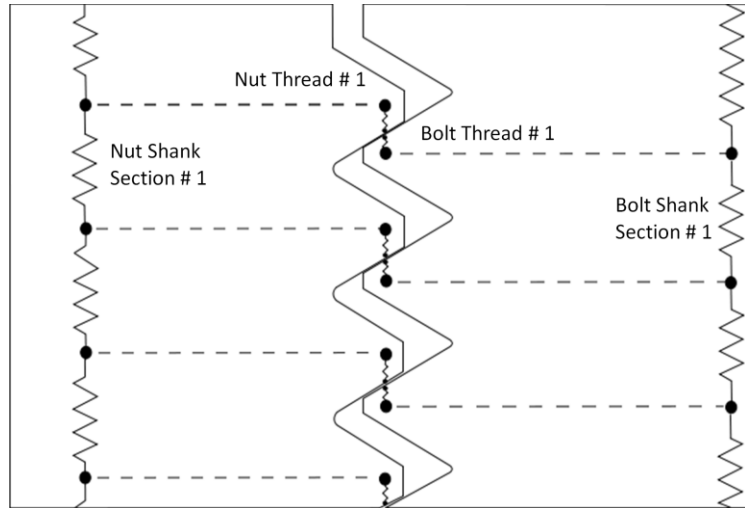 Nut Thread # 1
Bolt Thread # 1
Nut Shank
Section # 1
Bolt Shank
Section # 1